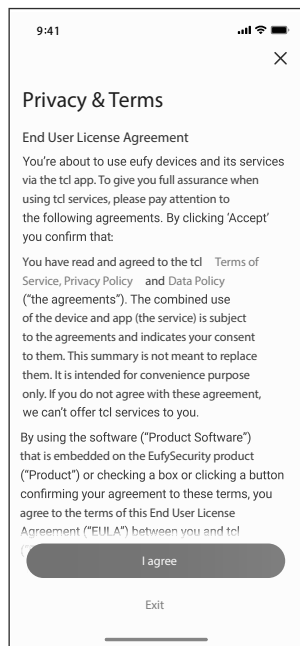 9:41
Privacy & Terms
End User License Agreement
You're about to use eufy devices and its services
via the tcl app. To give you full assurance when
using tcl services, please pay attention to
the following agreements. By clicking 'Accept'
you confirm that:
You have read and agreed to the tcl Terms of
Service, Privacy Policy and Data Policy
("the agreements"). The combined use
of the device and app (the service) is subject
to the agreements and indicates your consent
to them. This summary is not meant to replace
them. It is intended for convenience purpose
only. If you do not agree with these agreement,
we can't offer tcl services to you.
By using the software ("Product Software")
that is embedded on the EufySecurity product
("Product") or checking a box or clicking a button
confirming your agreement to these terms, you
agree to the terms of this End User License
Agreement ("EULA") between you and tcl
I agree
Exit